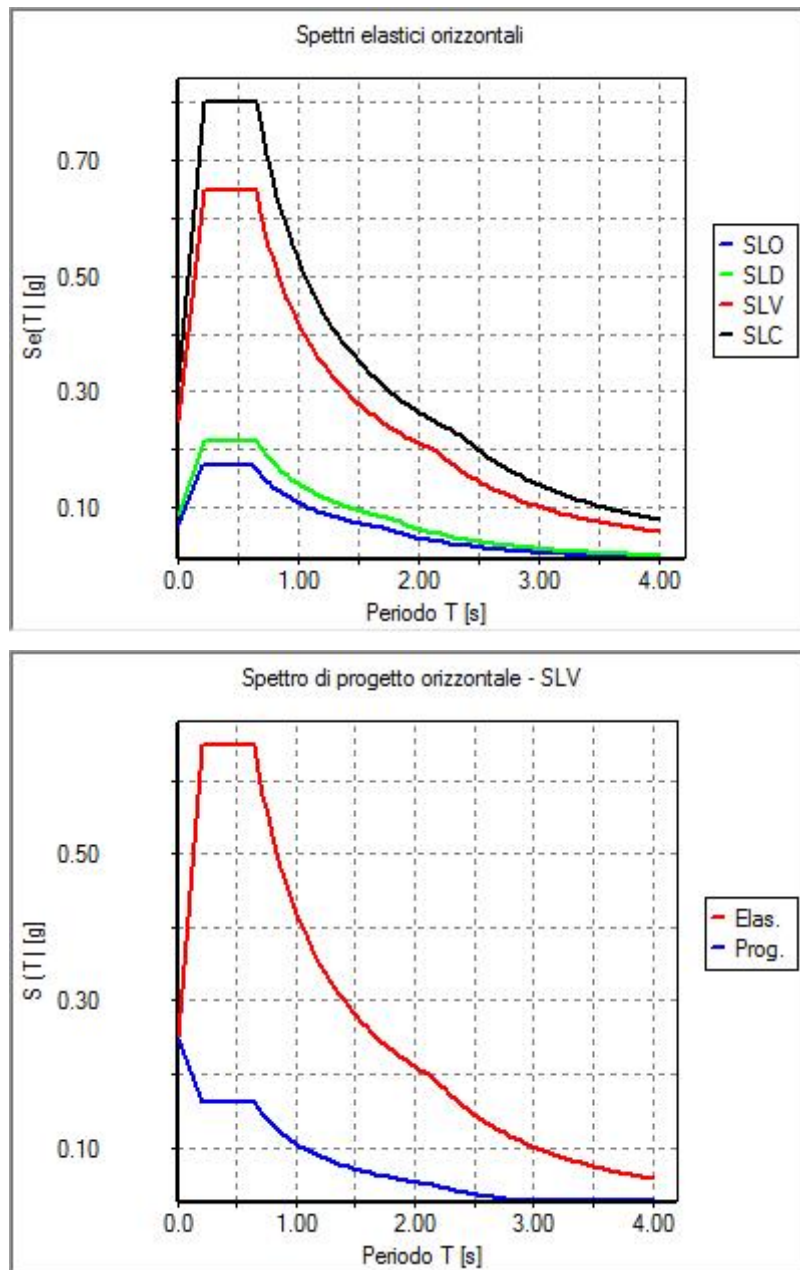 Spettri elastici orizzontali
Se(T) [g]
0.70
0.50
0.30
0.10
0.0 1.00 2.00 3.00 4.00
Periodo T [s]
SLO
SLD
SLV
SLC
Spettro di progetto orizzontale - SLV
S (T) [g]
0.50
0.30
0.10
0.0 1.00 2.00 3.00 4.00
Periodo T [s]
Elas.
Prog.